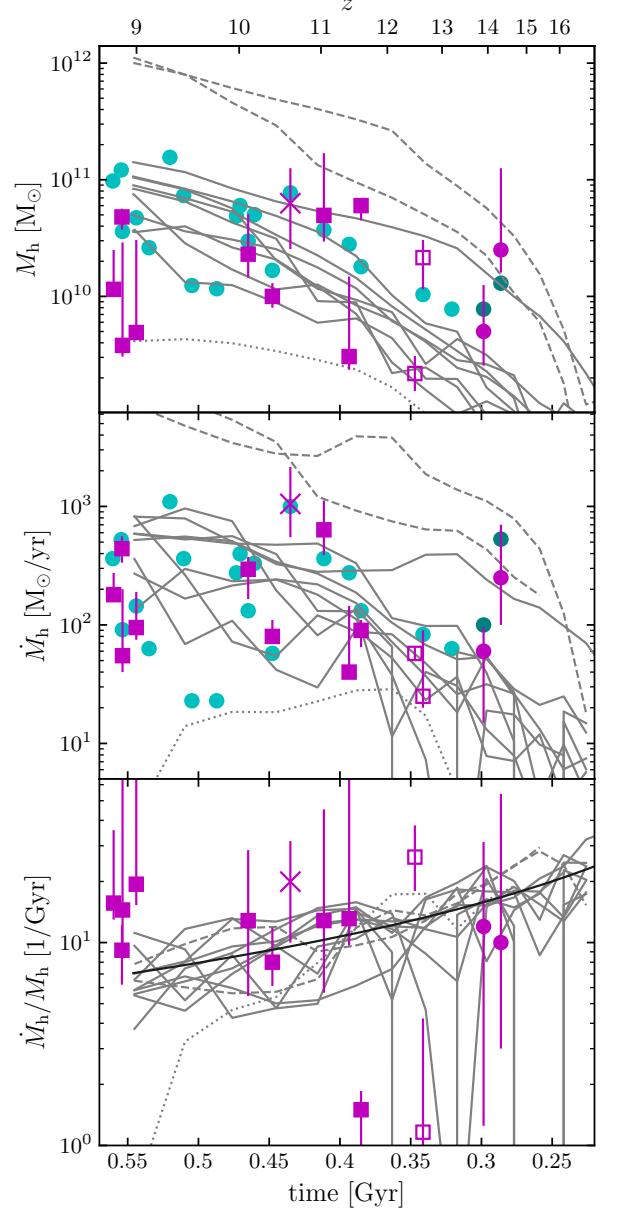 z
9 10 11 12 13 14 15 16
10^12
10^11
10^10
M_h [M_⊙]
10^3
10^2
10^1
Ṁ_h [M_⊙/yr]
10^1
10^0
Ṁ_h/M_h [1/Gyr]
0.55 0.5 0.45 0.4 0.35 0.3 0.25
time [Gyr]